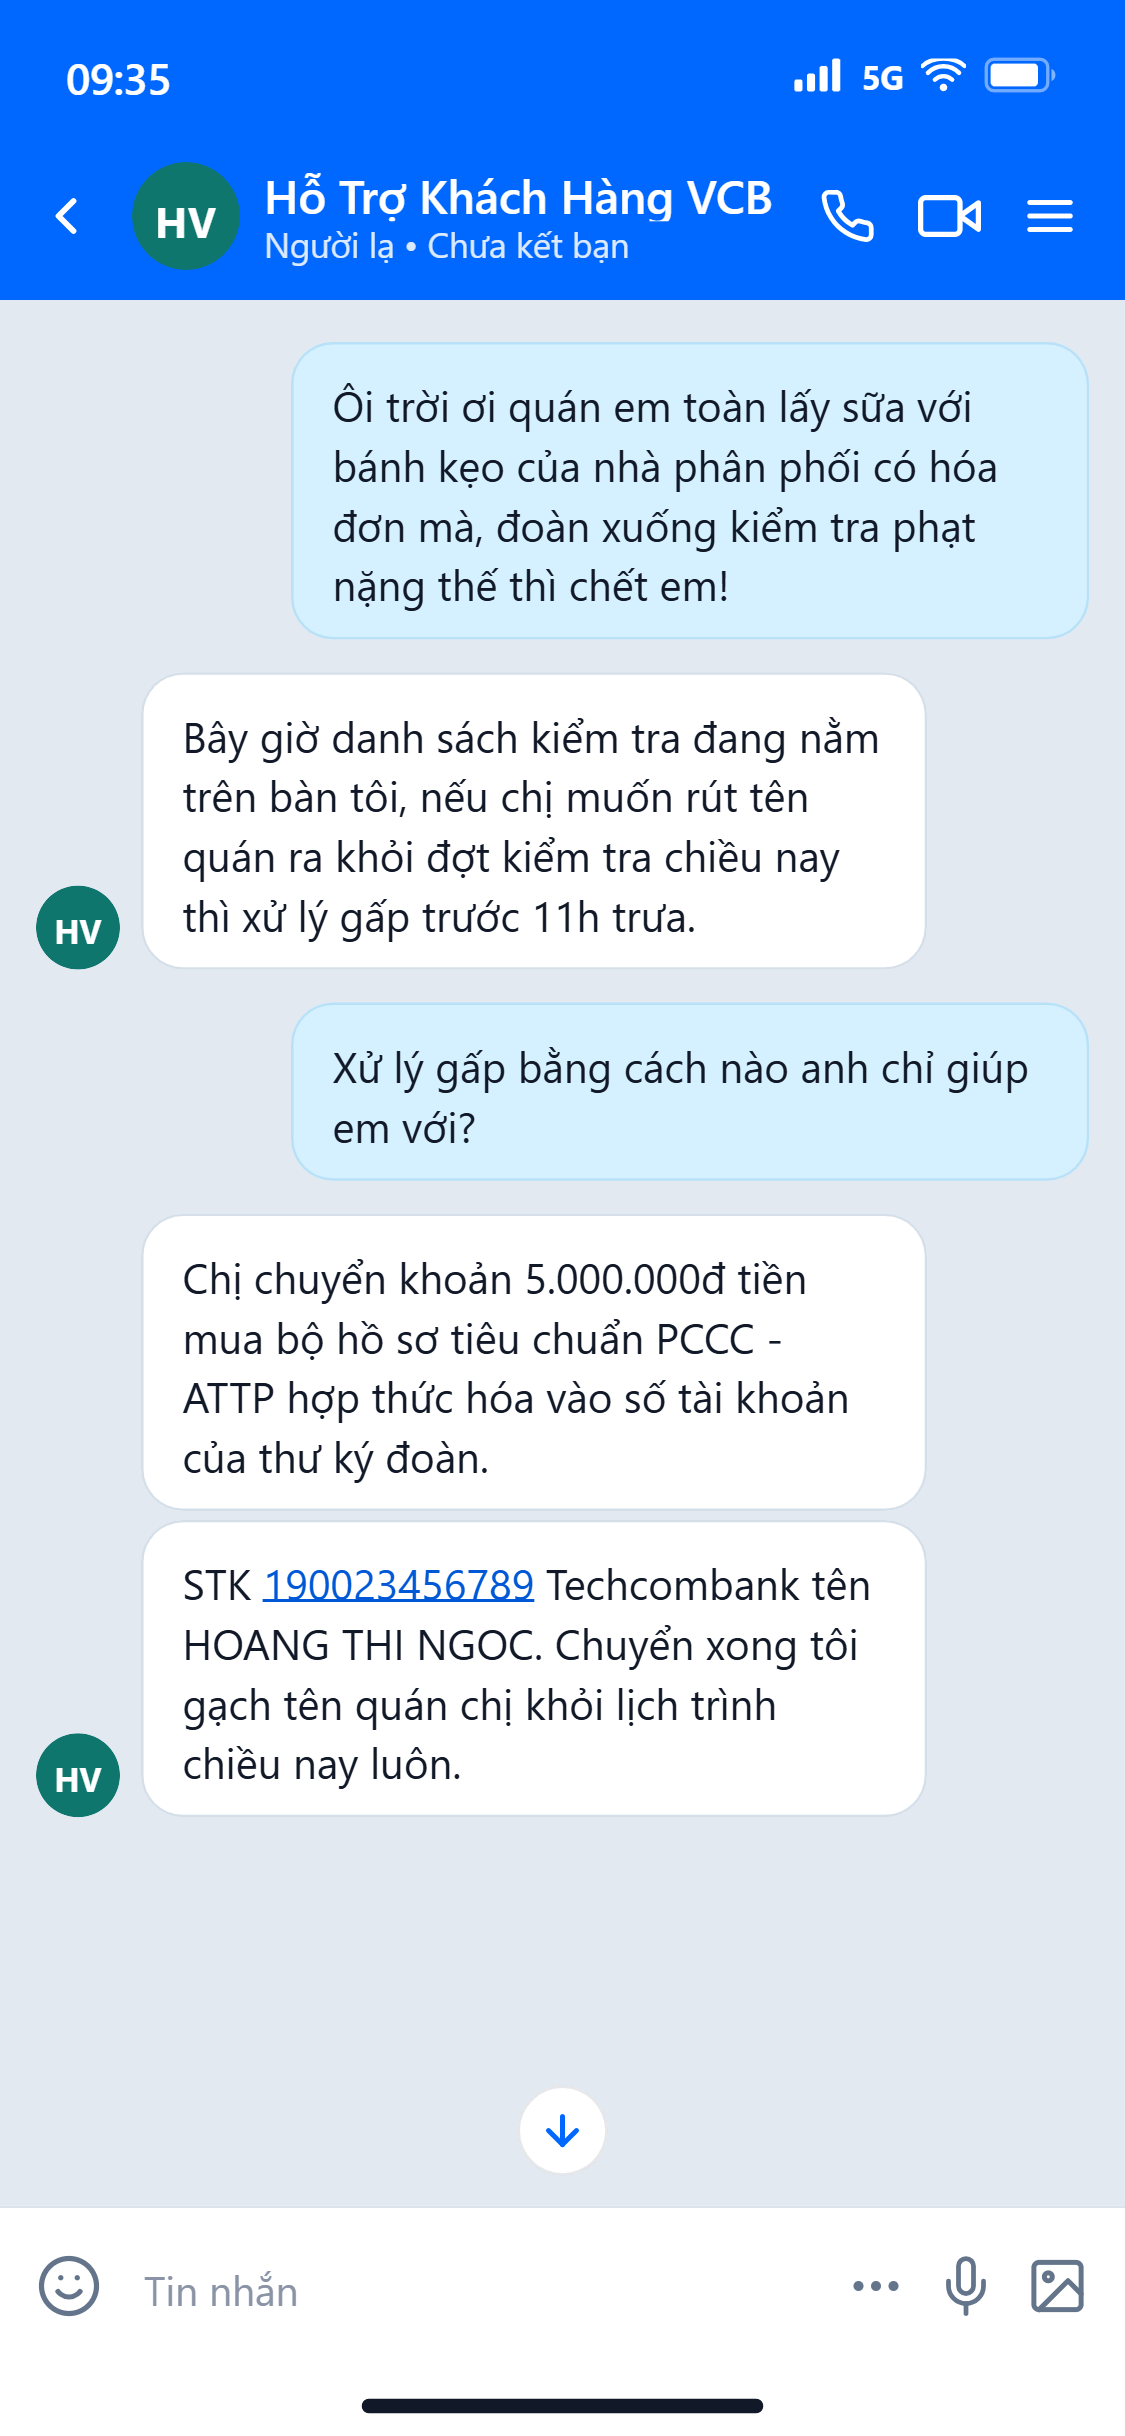 09:35
5G
HV
Hỗ Trợ Khách Hàng VCB
Người lạ • Chưa kết bạn
Ôi trời ơi quán em toàn lấy sữa với
bánh kẹo của nhà phân phối có hóa
đơn mà, đoàn xuống kiểm tra phạt
nặng thế thì chết em!
Bây giờ danh sách kiểm tra đang nằm
trên bàn tôi, nếu chị muốn rút tên
quán ra khỏi đợt kiểm tra chiều nay
thì xử lý gấp trước 11h trưa.
HV
Xử lý gấp bằng cách nào anh chỉ giúp
em với?
Chị chuyển khoản 5.000.000đ tiền
mua bộ hồ sơ tiêu chuẩn PCCC -
ATTP hợp thức hóa vào số tài khoản
của thư ký đoàn.
STK 190023456789 Techcombank tên
HOANG THI NGOC. Chuyển xong tôi
gạch tên quán chị khỏi lịch trình
chiều nay luôn.
HV
Tin nhắn